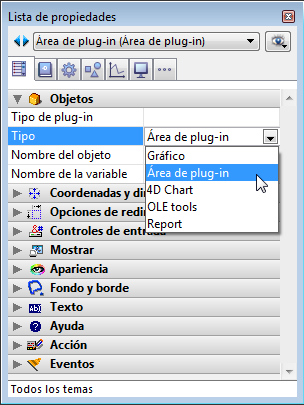 Lista de propiedades
Área de plug-in (Área de plug-in)
Objetos
Tipo de plug-in
Tipo
Área de plug-in
Nombre del objeto
Gráfico
Área de plug-in
Nombre de la variable
4D Chart
Coordenadas y di
OLE tools
Opciones de redi
Report
Controles de entrada
Mostrar
Apariencia
Fondo y borde
Texto
Ayuda
Acción
Eventos
Todos los temas